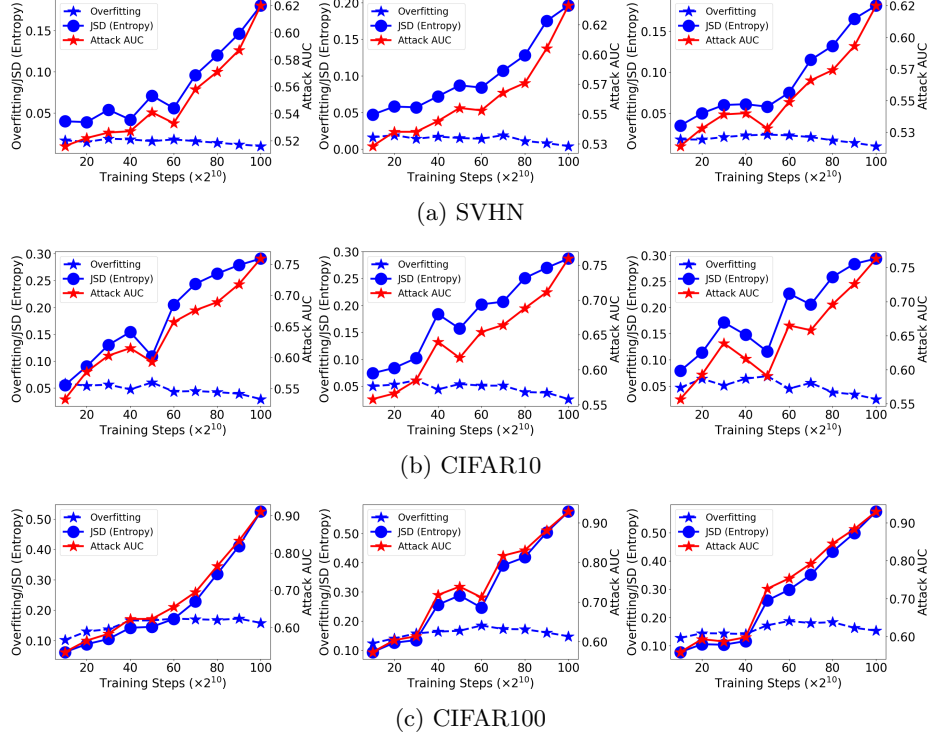 Overfitting/JSD (Entropy)
0.15
0.10
0.05
Overfitting
JSD (Entropy)
Attack AUC
0.62
0.60
0.58
0.56
0.54
0.52
Attack AUC
20 40 60 80 100
Training Steps (×2^10)
Overfitting/JSD (Entropy)
0.20
0.15
0.10
0.05
0.00
Overfitting
JSD (Entropy)
Attack AUC
0.62
0.60
0.57
0.55
0.53
Attack AUC
20 40 60 80 100
Training Steps (×2^10)
Overfitting/JSD (Entropy)
0.15
0.10
0.05
Overfitting
JSD (Entropy)
Attack AUC
0.62
0.60
0.57
0.55
0.53
Attack AUC
20 40 60 80 100
Training Steps (×2^10)
(a) SVHN
Overfitting/JSD (Entropy)
0.30
0.25
0.20
0.15
0.10
0.05
Overfitting
JSD (Entropy)
Attack AUC
0.75
0.70
0.65
0.60
0.55
Attack AUC
20 40 60 80 100
Training Steps (×2^10)
Overfitting/JSD (Entropy)
0.30
0.25
0.20
0.15
0.10
0.05
Overfitting
JSD (Entropy)
Attack AUC
0.75
0.70
0.65
0.60
0.55
Attack AUC
20 40 60 80 100
Training Steps (×2^10)
Overfitting/JSD (Entropy)
0.30
0.25
0.20
0.15
0.10
0.05
Overfitting
JSD (Entropy)
Attack AUC
0.75
0.70
0.65
0.60
0.55
Attack AUC
20 40 60 80 100
Training Steps (×2^10)
(b) CIFAR10
Overfitting/JSD (Entropy)
0.50
0.40
0.30
0.20
0.10
Overfitting
JSD (Entropy)
Attack AUC
0.90
0.80
0.70
0.60
Attack AUC
20 40 60 80 100
Training Steps (×2^10)
Overfitting/JSD (Entropy)
0.60
0.50
0.40
0.30
0.20
0.10
Overfitting
JSD (Entropy)
Attack AUC
0.90
0.80
0.70
0.60
Attack AUC
20 40 60 80 100
Training Steps (×2^10)
Overfitting/JSD (Entropy)
0.60
0.50
0.40
0.30
0.20
0.10
Overfitting
JSD (Entropy)
Attack AUC
0.90
0.80
0.70
0.60
Attack AUC
20 40 60 80 100
Training Steps (×2^10)
(c) CIFAR100